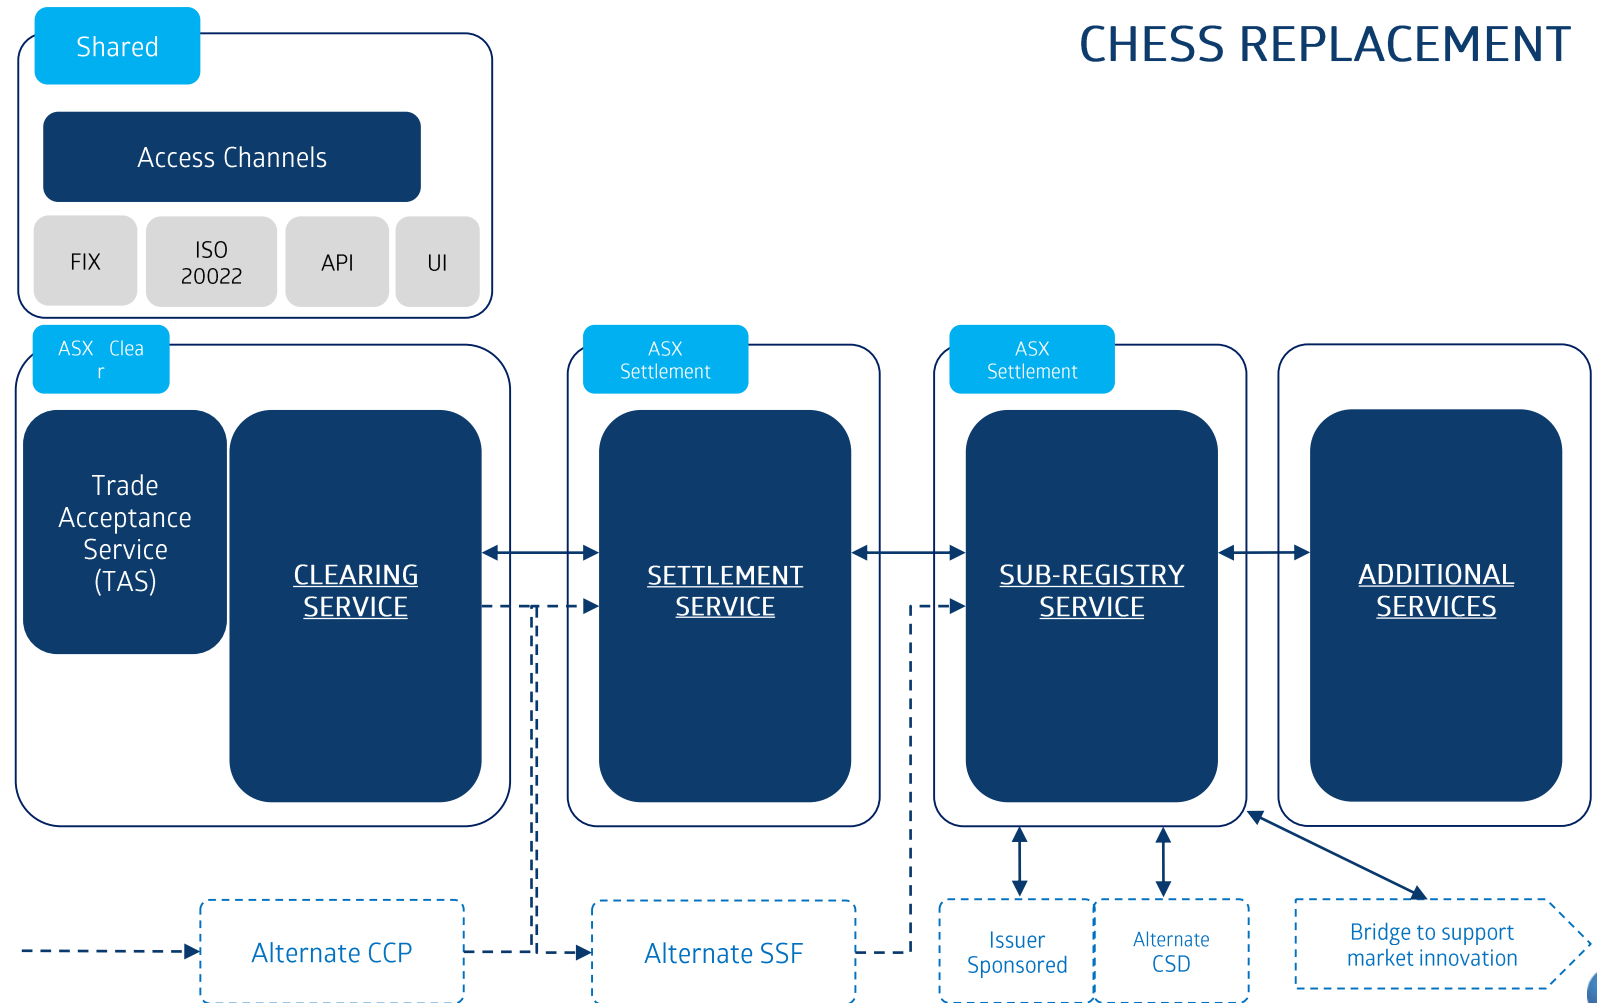 CHESS REPLACEMENT
Shared
Access Channels
FIX
ISO
20022
API
UI
ASX Clea
r
Trade
Acceptance
Service
(TAS)
CLEARING
SERVICE
ASX
Settlement
SETTLEMENT
SERVICE
ASX
Settlement
SUB-REGISTRY
SERVICE
ADDITIONAL
SERVICES
Alternate CCP
Alternate SSF
Issuer
Sponsored
Alternate
CSD
Bridge to support
market innovation